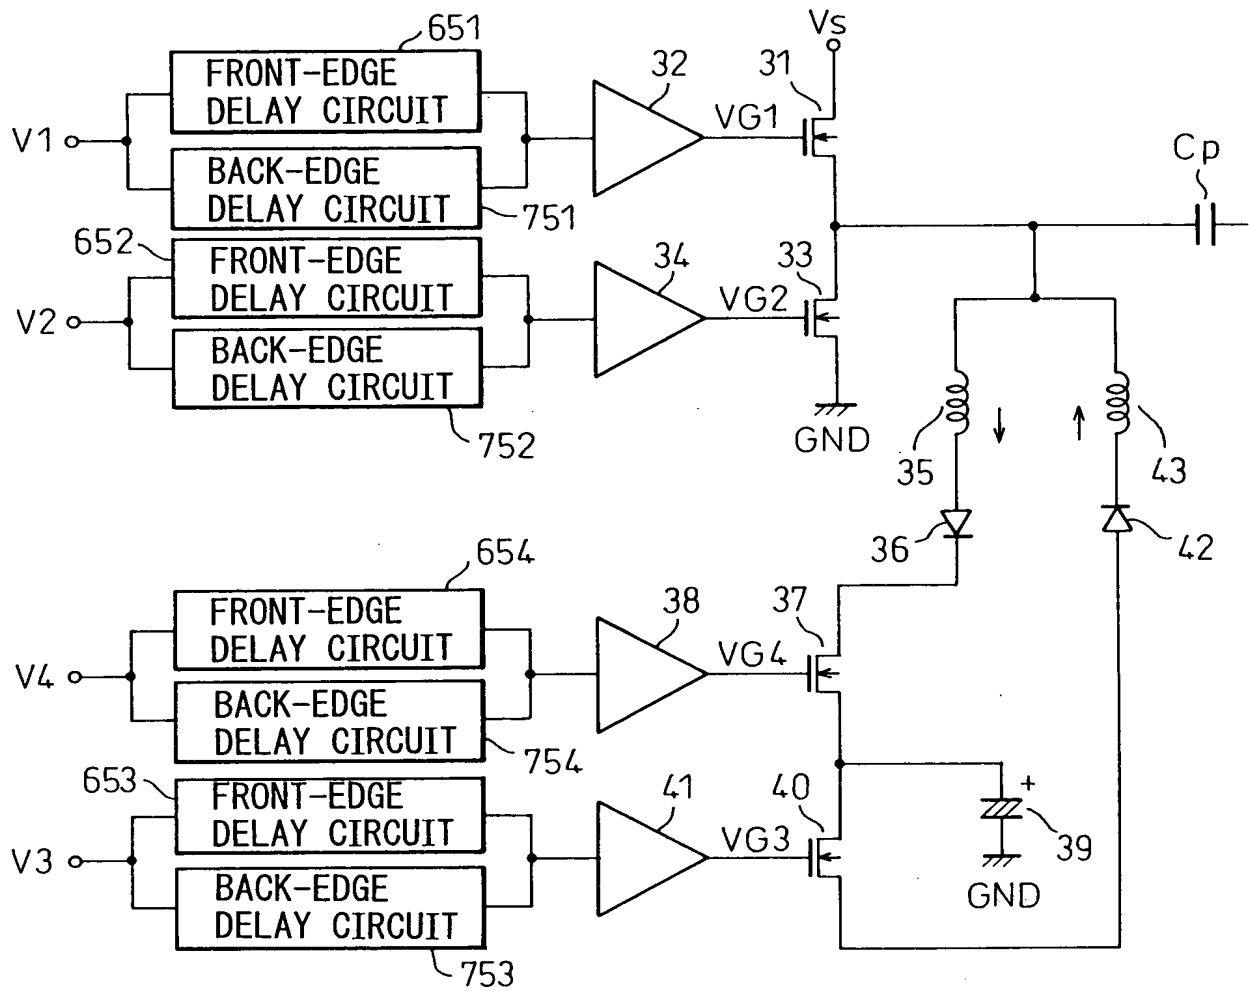 651
Vs
FRONT-EDGE
DELAY CIRCUIT
32
31
V1
VG1
Cp
BACK-EDGE
DELAY CIRCUIT
751
652
FRONT-EDGE
DELAY CIRCUIT
34
33
V2
VG2
BACK-EDGE
DELAY CIRCUIT
752
GND
35
43
36
42
654
FRONT-EDGE
DELAY CIRCUIT
38
37
V4
VG4
BACK-EDGE
DELAY CIRCUIT
754
653
FRONT-EDGE
DELAY CIRCUIT
41
40
+
39
V3
VG3
GND
BACK-EDGE
DELAY CIRCUIT
753